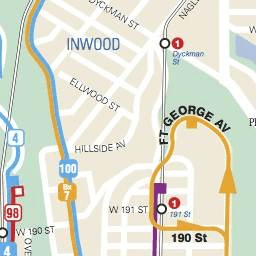 DYCKMAN ST
NAGL
INWOOD
1
Dyckman
St
ELLWOOD ST
FT GEORGE AV
4
HILLSIDE AV
100
Bx
7
98
W 191 ST
1
191 St
W 190 ST
190 St
4